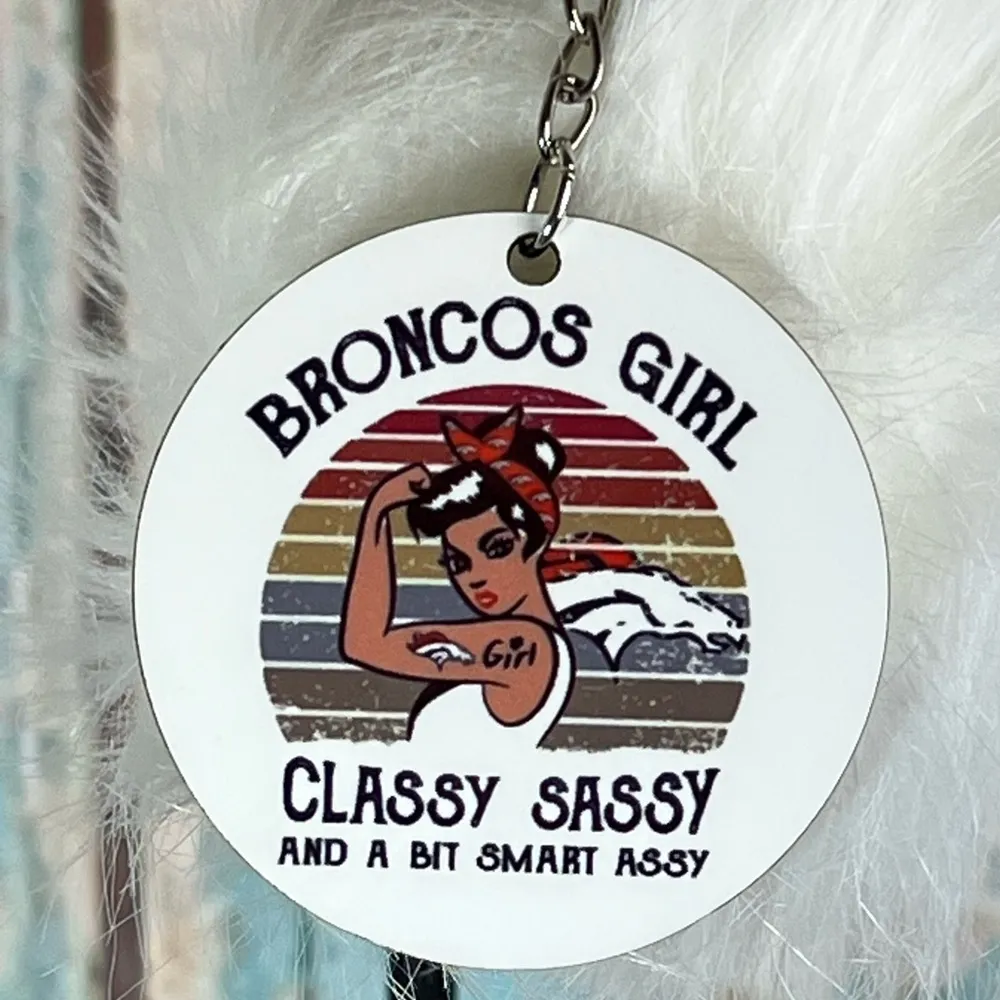 BRONCOS GIRL
Girl
CLASSY SASSY
AND A BIT SMART ASSY